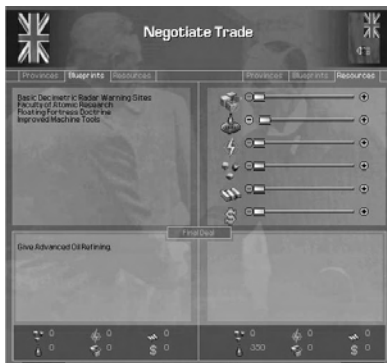 Negotiate Trade
Provinces Blueprints Resources
Provinces Blueprints Resources
Basic Decimetric Radar Warning Sites
Faculty of Atomic Research
Floating Fortress Doctrine
Improved Machine Tools
$
Final Deal
Give Advanced Oil Refining.
0 0 0
0 0 $ 0
0 0 0
350 0 $ 0